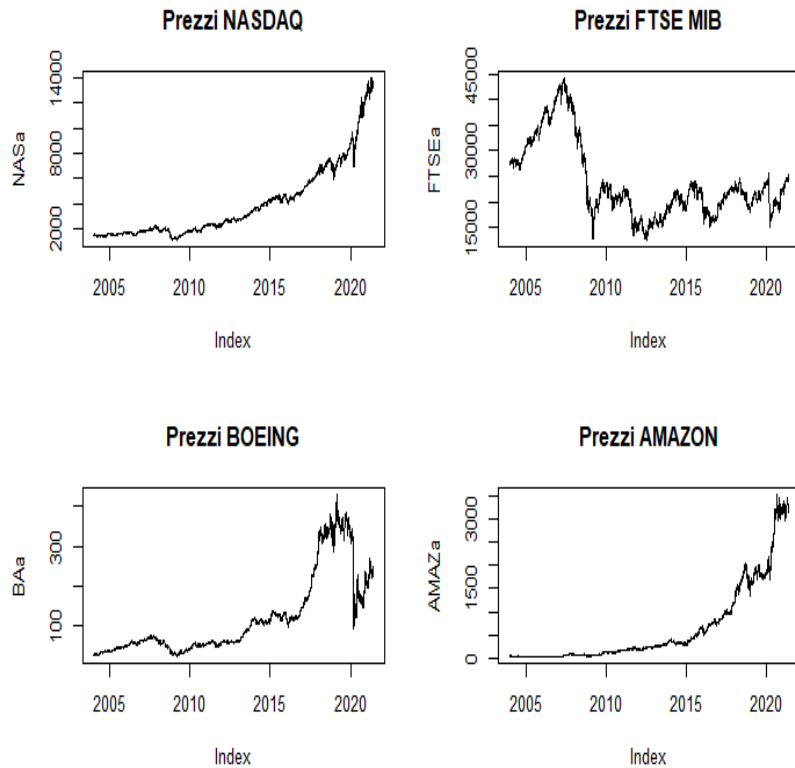 Prezzi NASDAQ
NASa
14000
8000
2000
2005 2010 2015 2020
Index
Prezzi FTSE MIB
FTSEa
45000
30000
15000
2005 2010 2015 2020
Index
Prezzi BOEING
BAa
300
100
2005 2010 2015 2020
Index
Prezzi AMAZON
AMAZa
3000
1500
0
2005 2010 2015 2020
Index